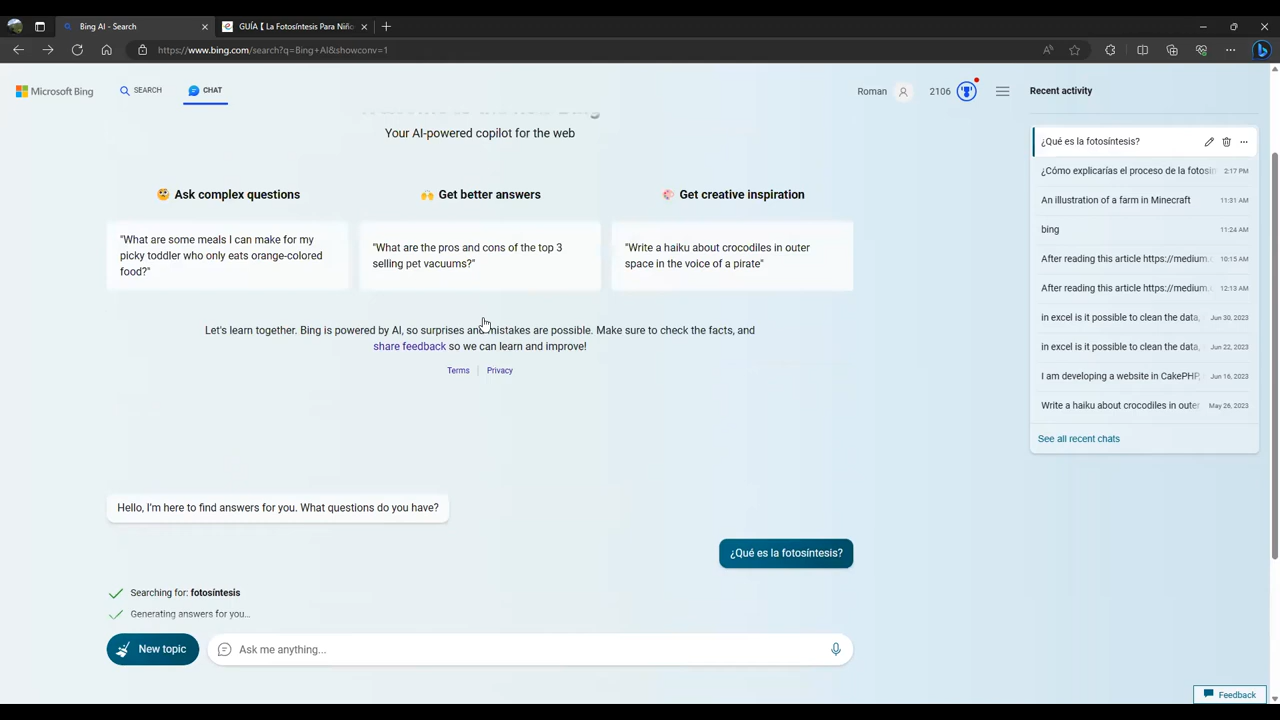 Bing AI - Search
GUÍA【 La Fotosíntesis Para Niño
https://www.bing.com/search?q=Bing+AI&showconv=1
Microsoft Bing
SEARCH
CHAT
Roman
2106
Recent activity
Your AI-powered copilot for the web
Ask complex questions
Get better answers
Get creative inspiration
"What are some meals I can make for my
picky toddler who only eats orange-colored
food?"
"What are the pros and cons of the top 3
selling pet vacuums?"
"Write a haiku about crocodiles in outer
space in the voice of a pirate"
Let's learn together. Bing is powered by AI, so surprises and mistakes are possible. Make sure to check the facts, and
share feedback so we can learn and improve!
Terms
Privacy
Hello, I'm here to find answers for you. What questions do you have?
¿Qué es la fotosíntesis?
Searching for: fotosíntesis
Generating answers for you...
New topic
Ask me anything...
¿Qué es la fotosíntesis?
¿Cómo explicarías el proceso de la fotosín 2:17 PM
An illustration of a farm in Minecraft 11:31 AM
bing 11:24 AM
After reading this article https://medium. 10:15 AM
After reading this article https://medium. 12:13 AM
in excel is it possible to clean the data, Jun 30, 2023
in excel is it possible to clean the data, Jun 22, 2023
I am developing a website in CakePHP, Jun 16, 2023
Write a haiku about crocodiles in outer May 26, 2023
See all recent chats
Feedback